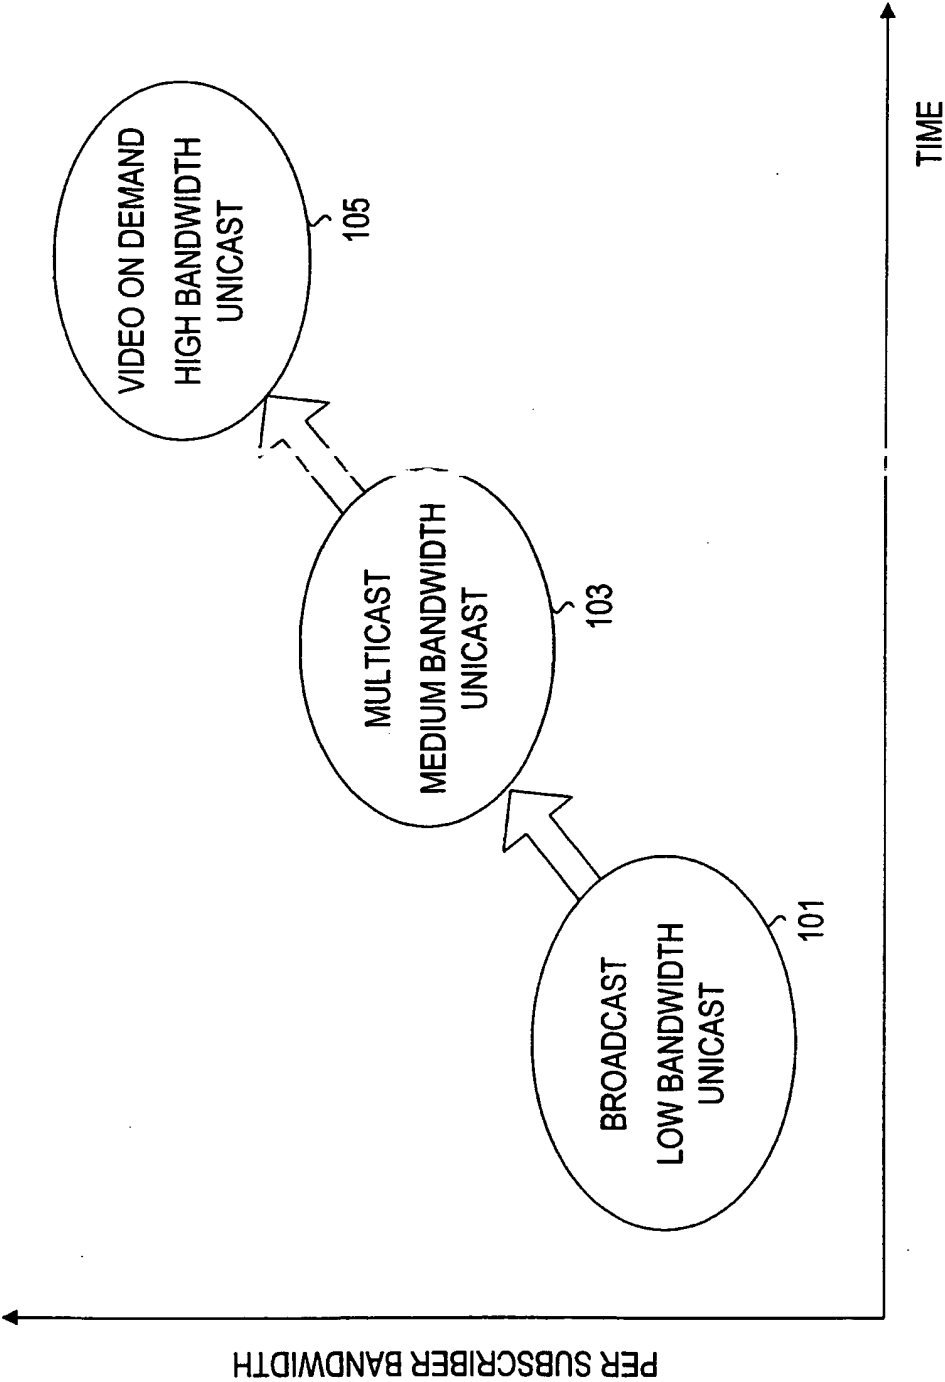 PER SUBSCRIBER BANDWIDTH
VIDEO ON DEMAND
HIGH BANDWIDTH
UNICAST
105
MULTICAST
MEDIUM BANDWIDTH
UNICAST
103
BROADCAST
LOW BANDWIDTH
UNICAST
101
TIME